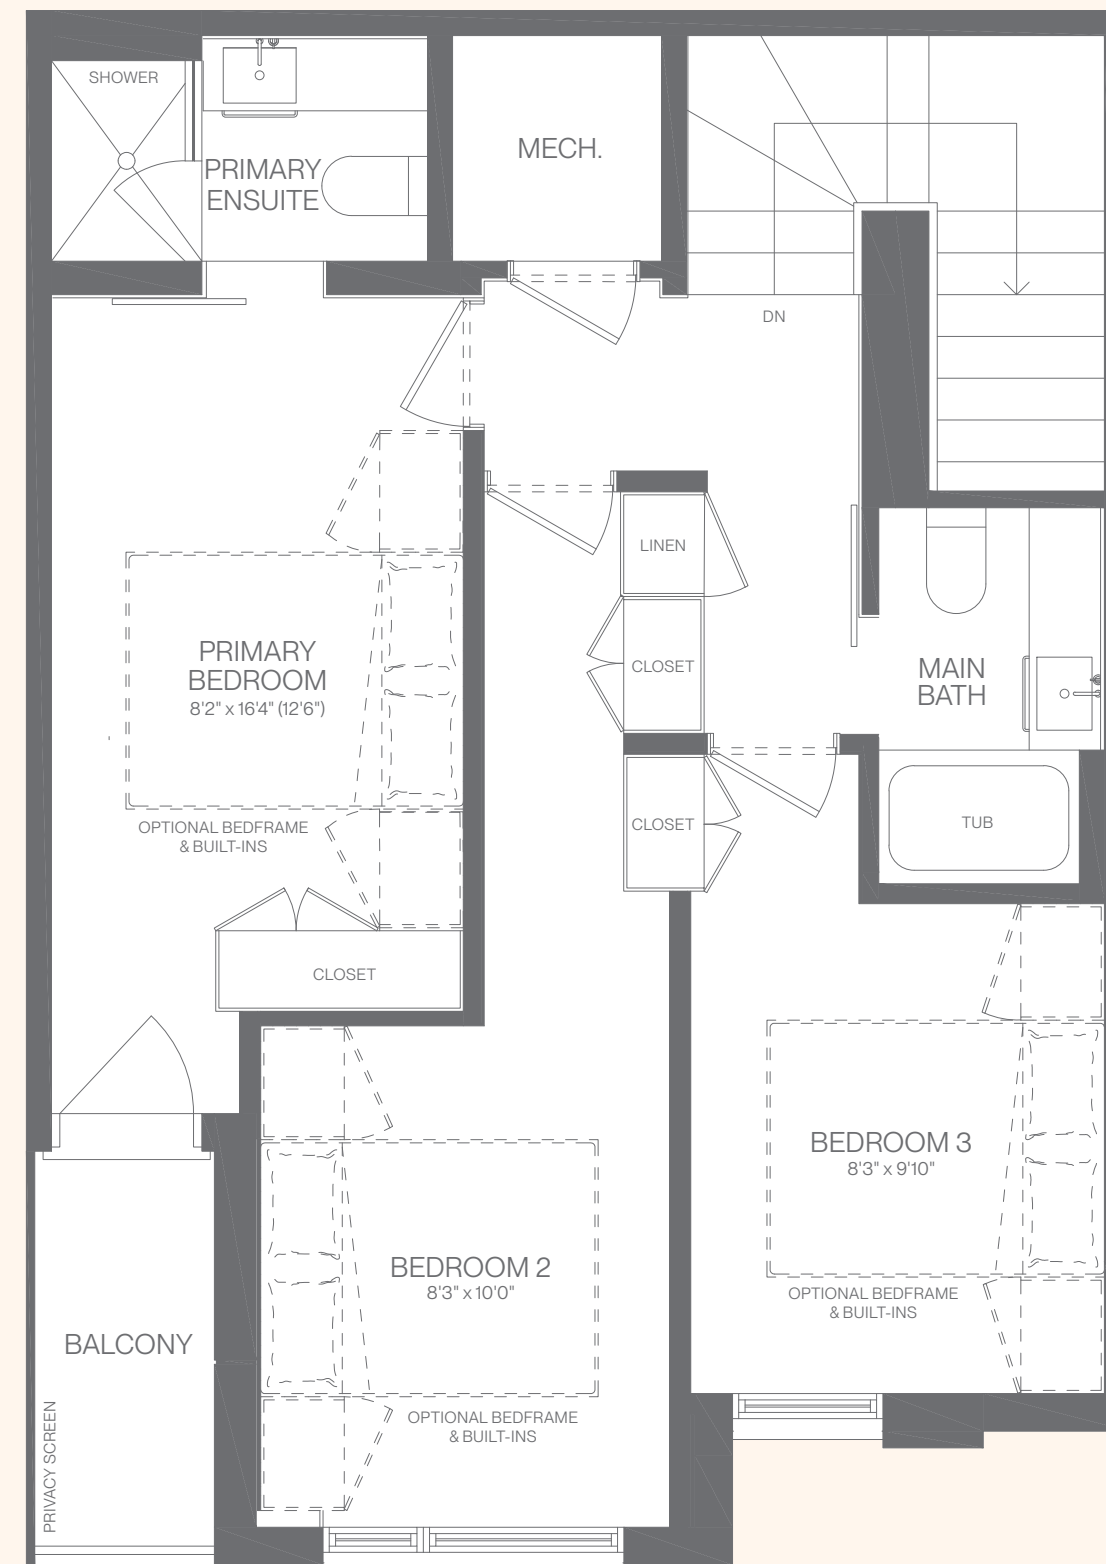 SHOWER
PRIMARY
ENSUITE
MECH.
DN
LINEN
CLOSET
PRIMARY
BEDROOM
8'2" x 16'4" (12'6")
OPTIONAL BEDFRAME
& BUILT-INS
MAIN
BATH
CLOSET
TUB
CLOSET
BEDROOM 3
8'3" x 9'10"
OPTIONAL BEDFRAME
& BUILT-INS
BEDROOM 2
8'3" x 10'0"
OPTIONAL BEDFRAME
& BUILT-INS
BALCONY
PRIVACY SCREEN